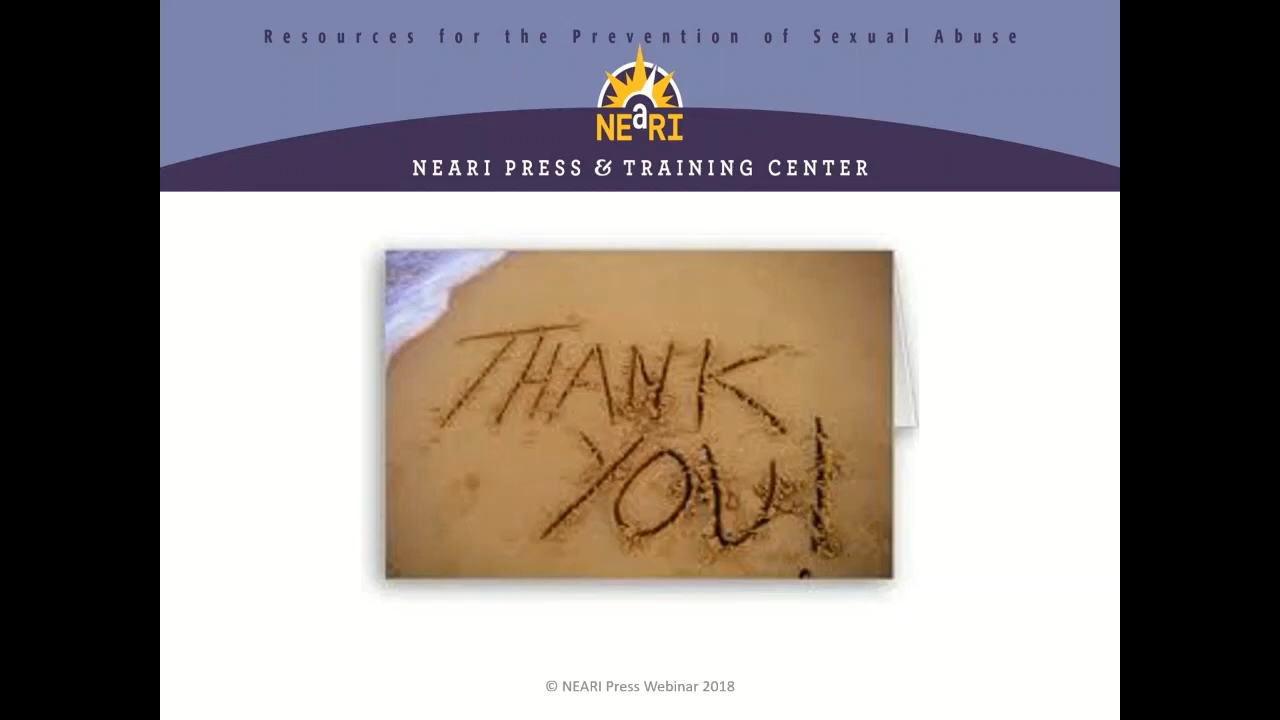 Resources for the Prevention of Sexual Abuse
NEaRI
NEARI PRESS & TRAINING CENTER
THANK
YOU!
© NEARI Press Webinar 2018